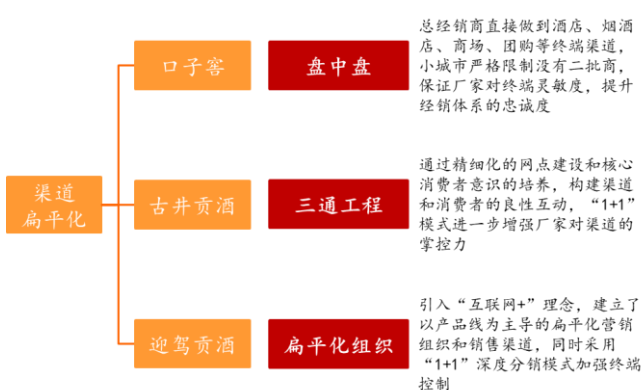 渠道
扁平化
口子窖
盘中盘
总经销商直接做到酒店、烟酒
店、商场、团购等终端渠道，
小城市严格限制没有二批商，
保证厂家对终端灵敏度，提升
经销体系的忠诚度
古井贡酒
三通工程
通过精细化的网点建设和核心
消费者意识的培养，构建渠道
和消费者的良性互动，“1+1”
模式进一步增强厂家对渠道的
掌控力
迎驾贡酒
扁平化组织
引入“互联网+”理念，建立了
以产品线为主导的扁平化营销
组织和销售渠道，同时采用
“1+1”深度分销模式加强终端
控制